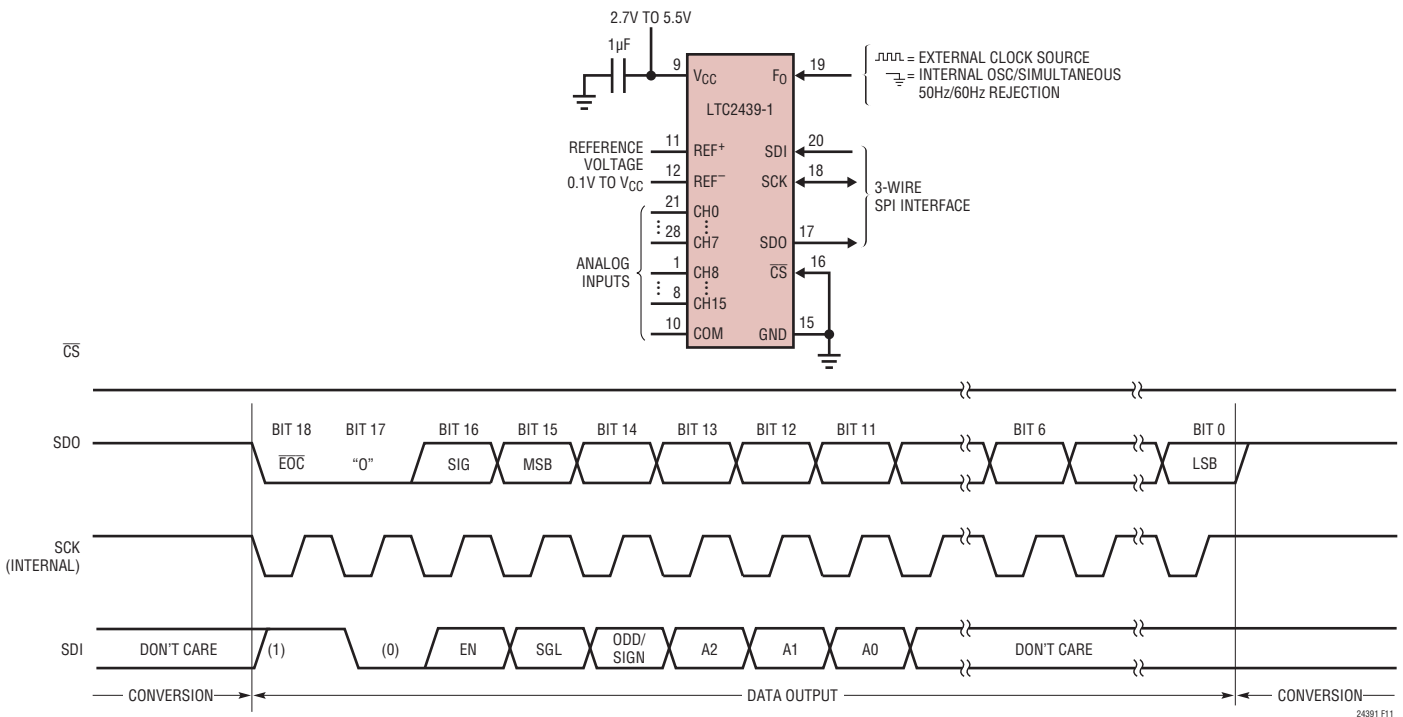 2.7V TO 5.5V
1µF
9
VCC
FO
19
= EXTERNAL CLOCK SOURCE
= INTERNAL OSC/SIMULTANEOUS
50Hz/60Hz REJECTION
LTC2439-1
REFERENCE
VOLTAGE
0.1V TO VCC
11
REF+
12
REF–
SDI
20
SCK
18
3-WIRE
SPI INTERFACE
21
CH0
28
CH7
SDO
17
ANALOG
INPUTS
1
CH8
CS
16
8
CH15
10
COM
GND
15
CS
BIT 18
BIT 17
BIT 16
BIT 15
BIT 14
BIT 13
BIT 12
BIT 11
BIT 6
BIT 0
SDO
EOC
“0”
SIG
MSB
LSB
SCK
(INTERNAL)
SDI
DON'T CARE
(1)
(0)
EN
SGL
ODD/
SIGN
A2
A1
A0
DON'T CARE
CONVERSION
DATA OUTPUT
CONVERSION
24391 F11